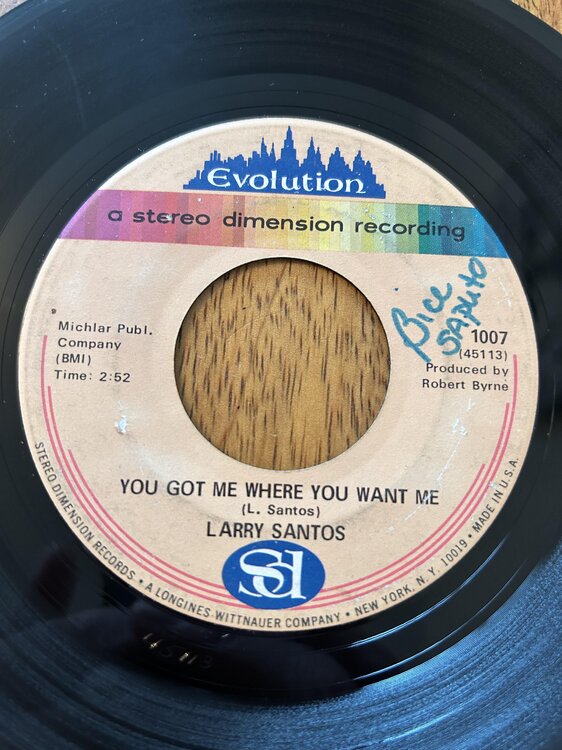 Evolution
a stereo dimension recording
Bice
Saputo
Michlar Publ.
Company
(BMI)
Time: 2:52
1007
(45113)
Produced by
Robert Byrne
YOU GOT ME WHERE YOU WANT ME
(L. Santos)
LARRY SANTOS
Sd
STEREO DIMENSION RECORDS • A LONGINES-WITTNAUER COMPANY • NEW YORK, N. Y. 10019 • MADE IN U.S.A.
45113